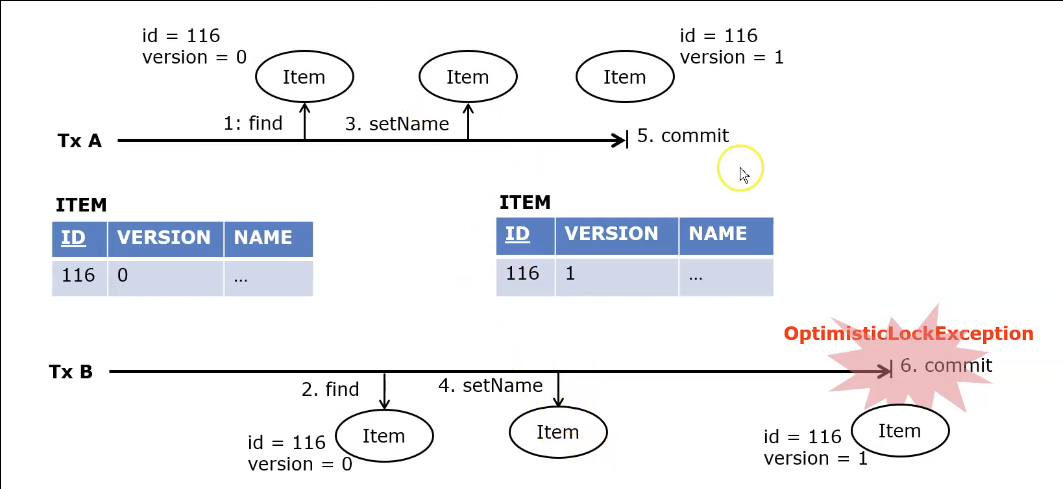 id = 116
version = 0
Item
Item
Item
id = 116
version = 1
1: find
3. setName
5. commit
Tx A
ITEM
ID VERSION NAME
116 0 ...
ITEM
ID VERSION NAME
116 1 ...
OptimisticLockException
Tx B
2. find
4. setName
6. commit
id = 116
version = 0
Item
Item
id = 116
version = 1
Item